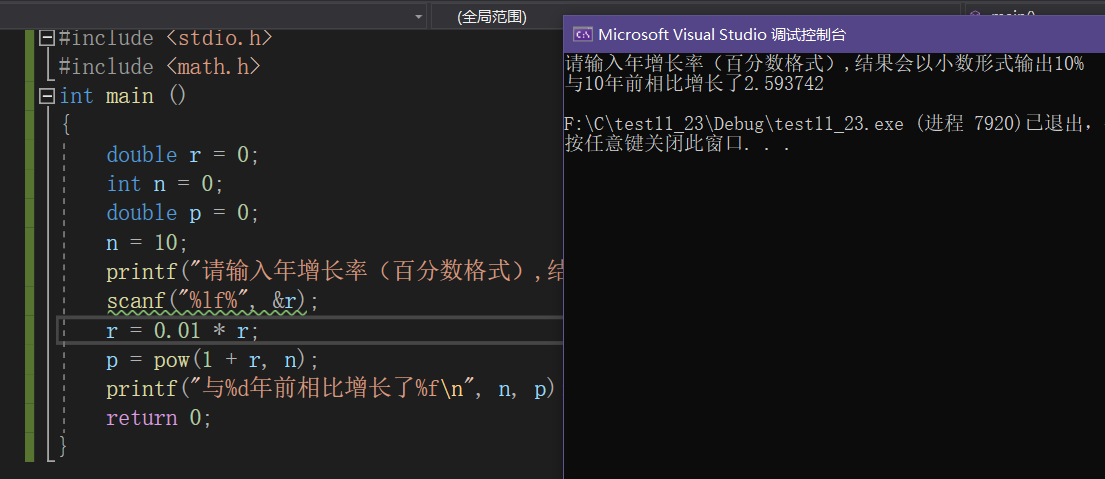 (全局范围)
#include <stdio.h>
#include <math.h>
int main ()
{
double r = 0;
int n = 0;
double p = 0;
n = 10;
printf("请输入年增长率（百分数格式）,结
scanf("%lf%", &r);
r = 0.01 * r;
p = pow(1 + r, n);
printf("与%d年前相比增长了%f\n", n, p)
return 0;
}
Microsoft Visual Studio 调试控制台
请输入年增长率（百分数格式）,结果会以小数形式输出10%
与10年前相比增长了2.593742
F:\C\test11_23\Debug\test11_23.exe (进程 7920)已退出，
按任意键关闭此窗口. . .